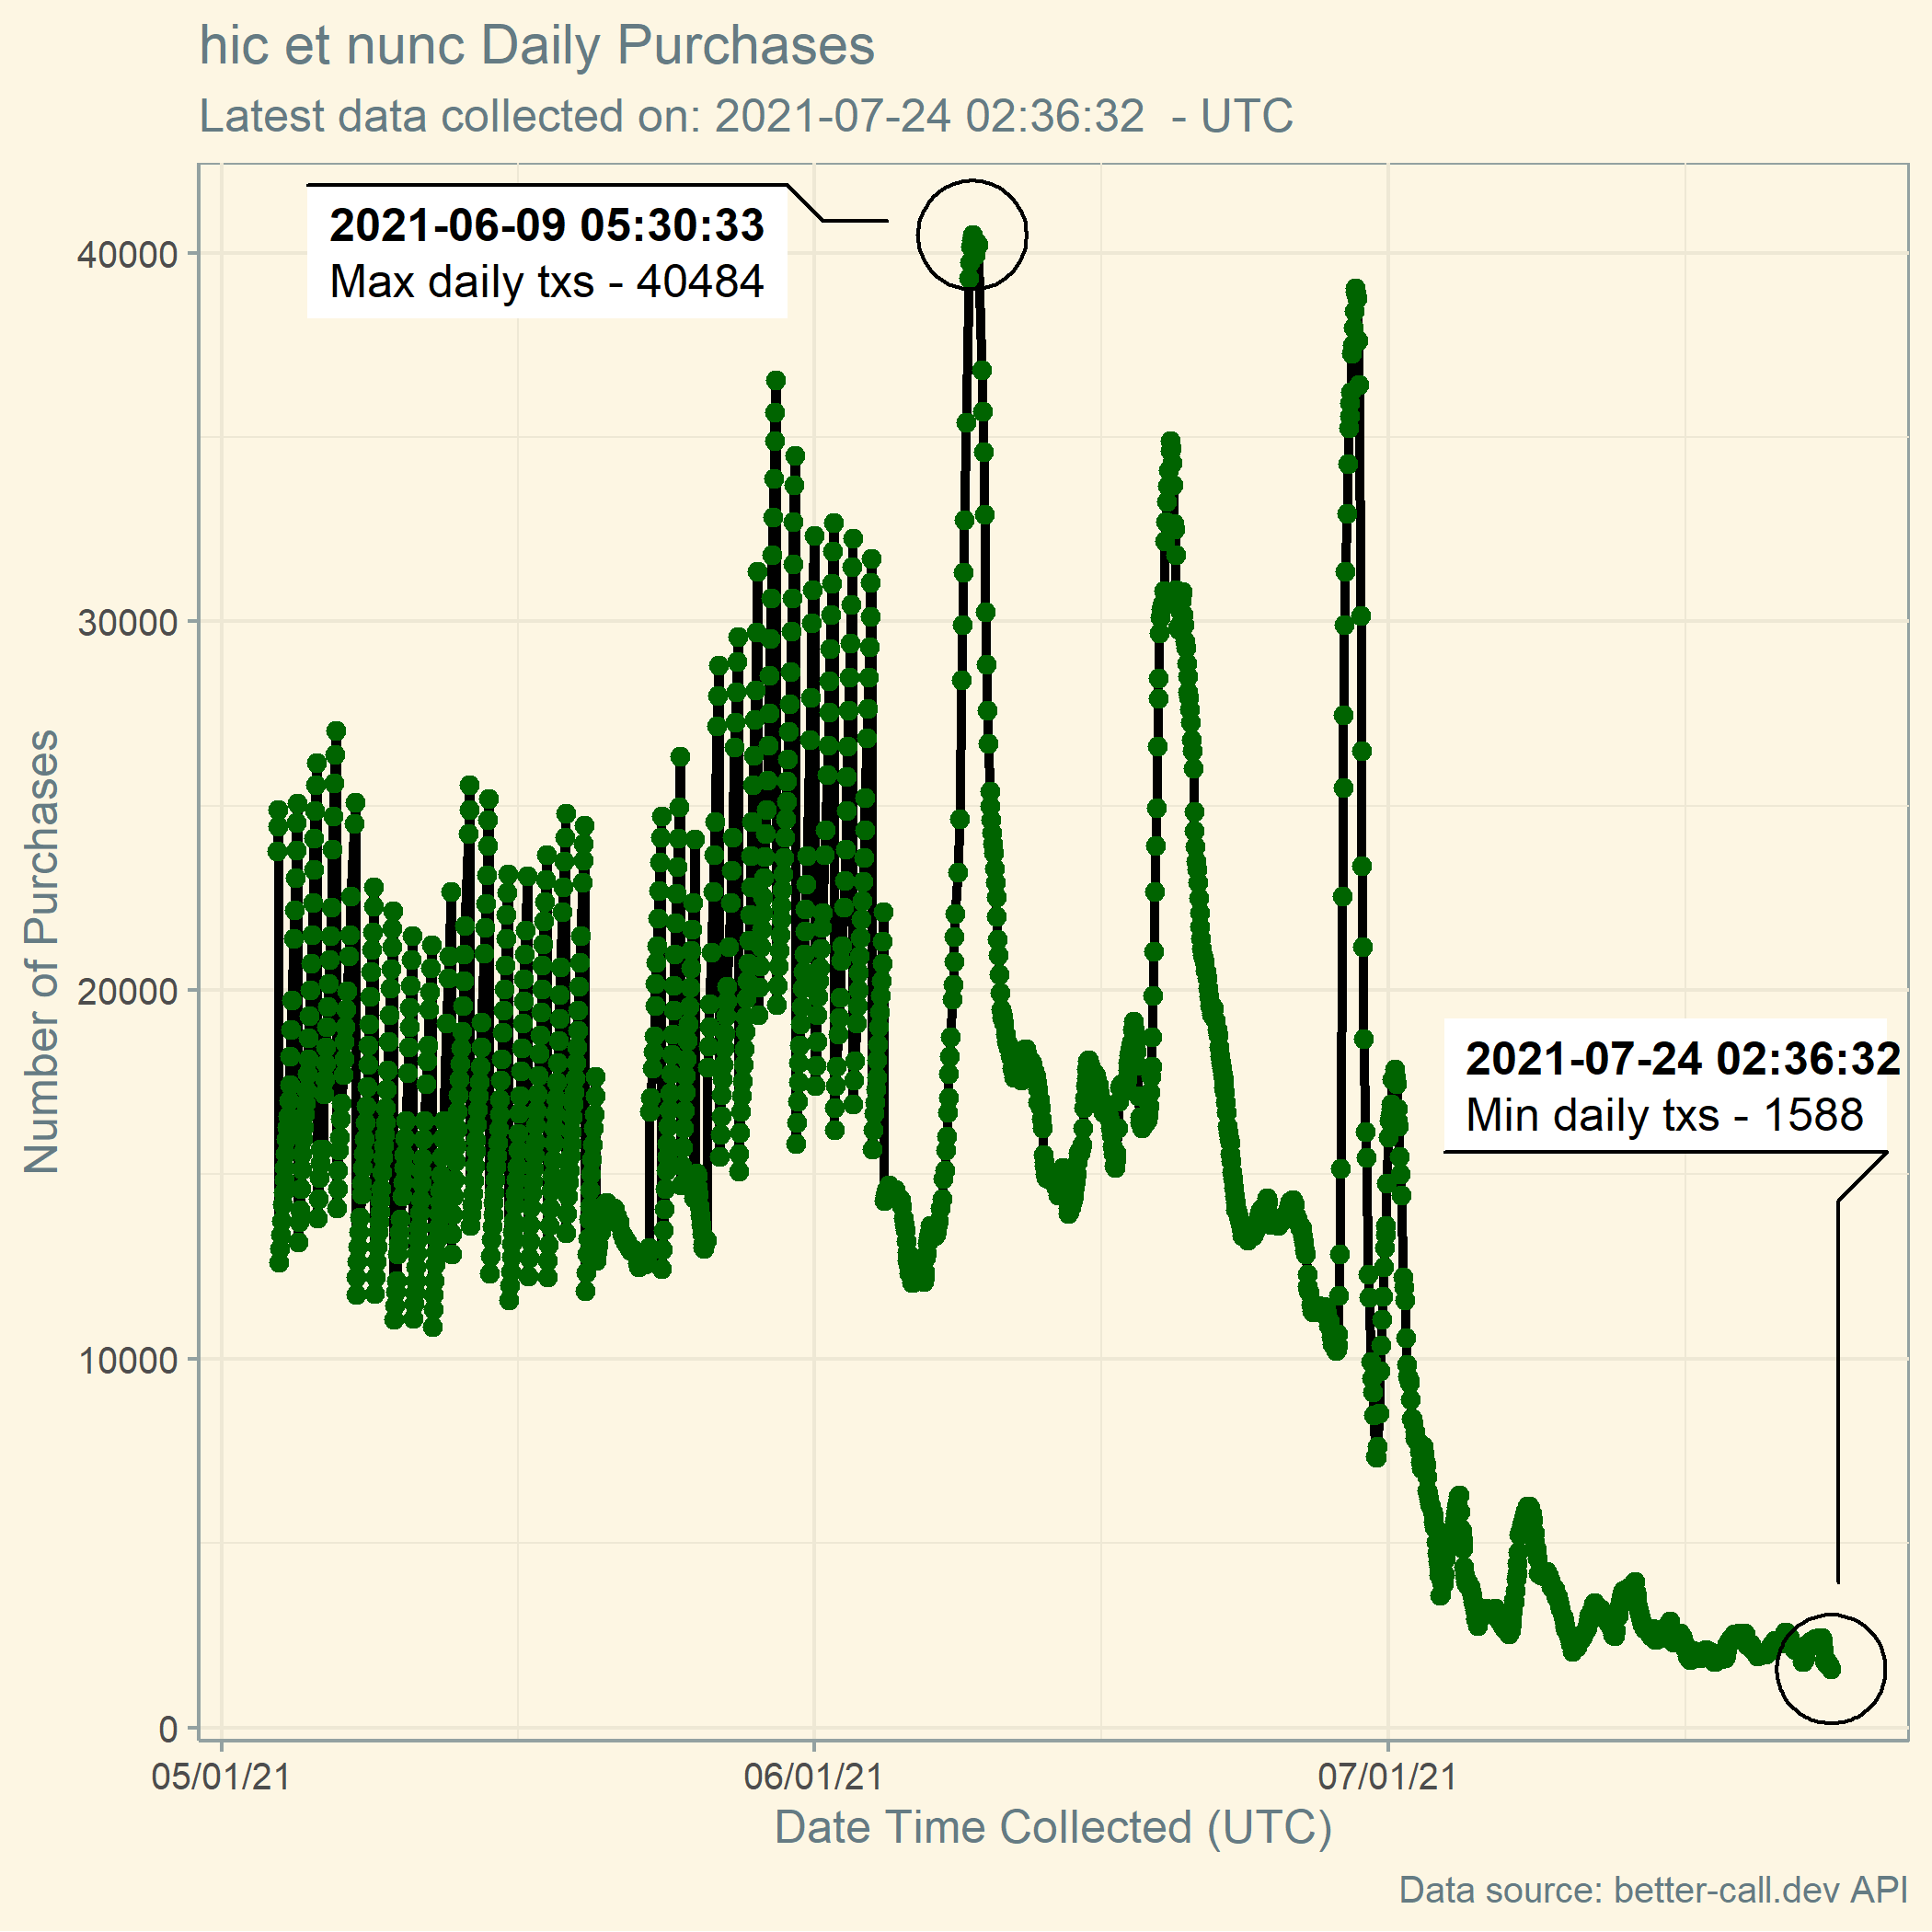 hic et nunc Daily Purchases
Latest data collected on: 2021-07-24 02:36:32  - UTC
2021-06-09 05:30:33
Max daily txs - 40484
40000
30000
20000
10000
0
Number of Purchases
2021-07-24 02:36:32
Min daily txs - 1588
05/01/21
06/01/21
07/01/21
Date Time Collected (UTC)
Data source: better-call.dev API